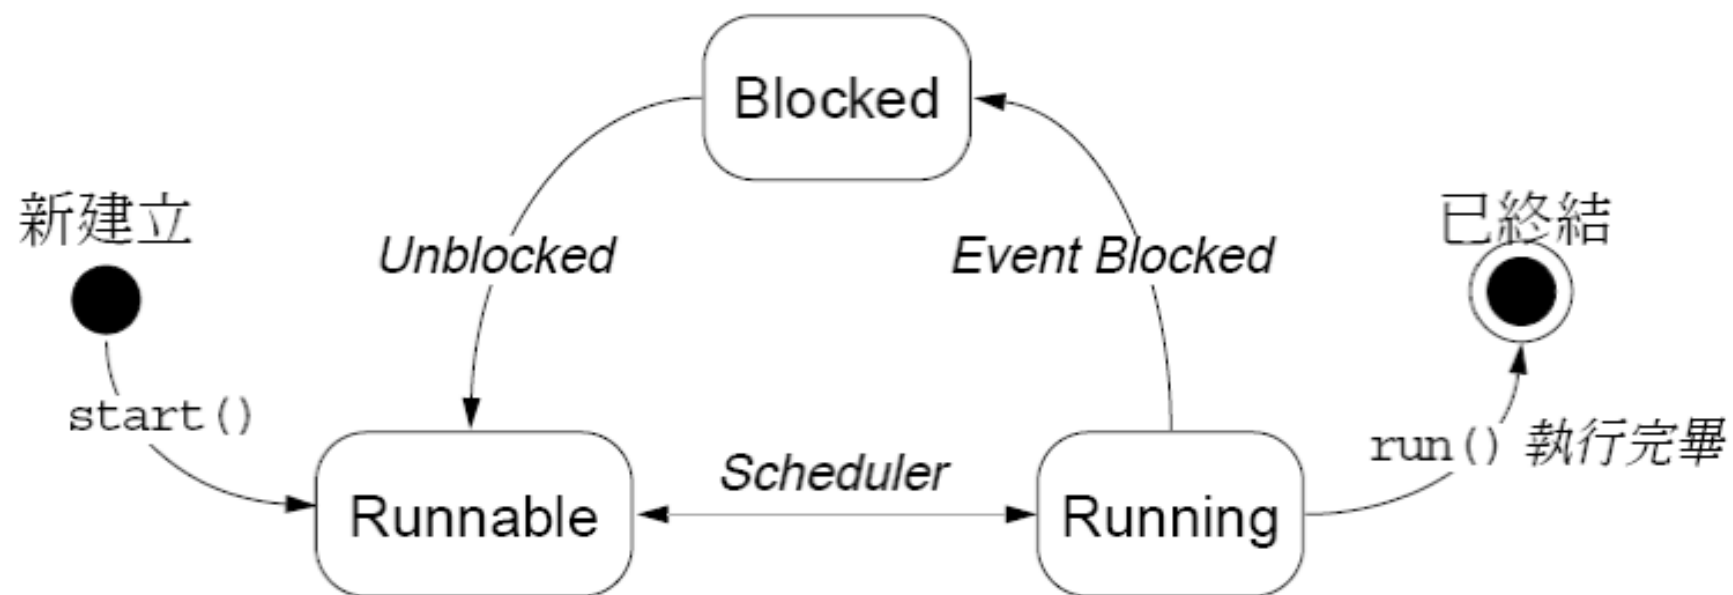 Blocked
新建立
已終結
Unblocked
Event Blocked
start()
run() 執行完畢
Scheduler
Runnable
Running